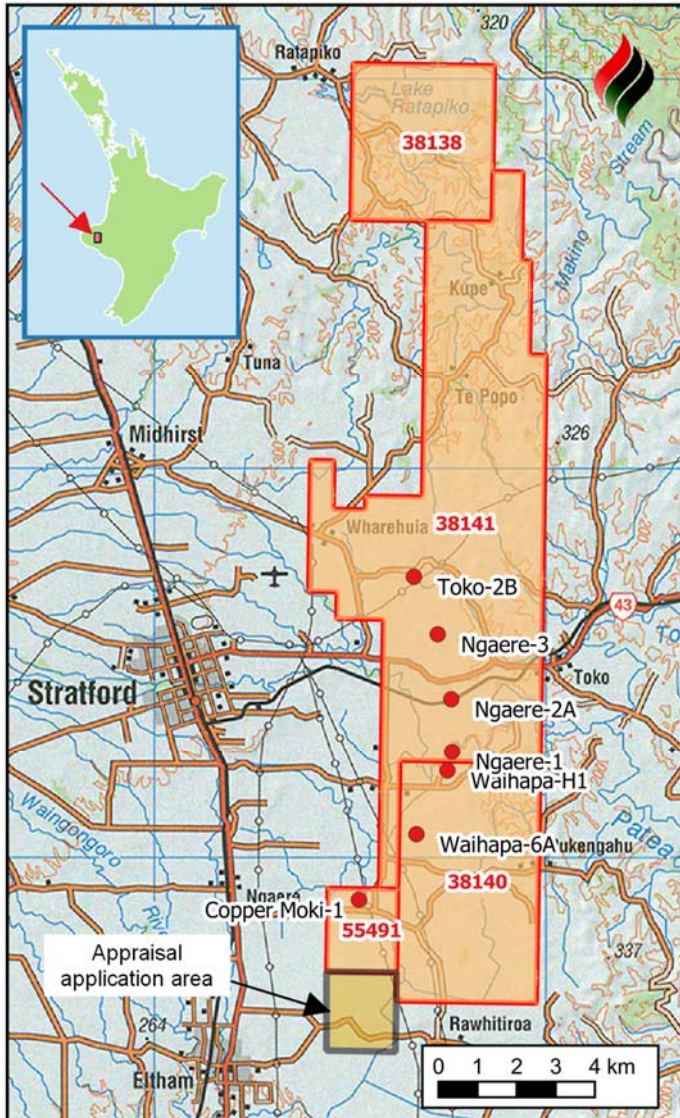 320
Ratapiko
Lake
Ratapiko
38138
Stream
Makino
Kupe
200
Tuna
Te Popo
Midhirst
326
300
Wharehuia
38141
Toko-2B
43
Ngaere-3
Toko
Stratford
Ngaere-2A
Ngaere-1
Waihapa-H1
Waingongoro
Waihapa-6A
ukengahu
Patea
38140
Ngaere
Copper Moki-1
55491
Appraisal
application area
337
264
Rawhitiroa
Eltham
0 1 2 3 4 km